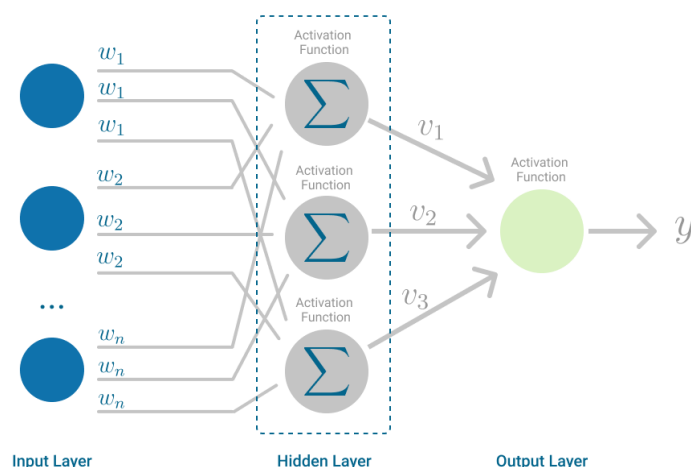 Activation
Function
w₁
w₁
w₁
Σ
v₁
Activation
Function
Activation
Function
w₂
w₂
w₂
Σ
v₂
y
Activation
Function
...
v₃
wₙ
wₙ
wₙ
Σ
Input Layer
Hidden Layer
Output Layer